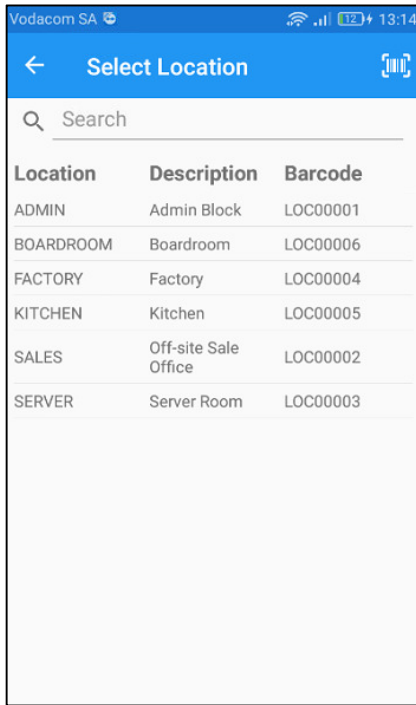 Vodacom SA 12 13:14
Select Location
Search
Location Description Barcode
ADMIN Admin Block LOC00001
BOARDROOM Boardroom LOC00006
FACTORY Factory LOC00004
KITCHEN Kitchen LOC00005
SALES Off-site Sale Office LOC00002
SERVER Server Room LOC00003